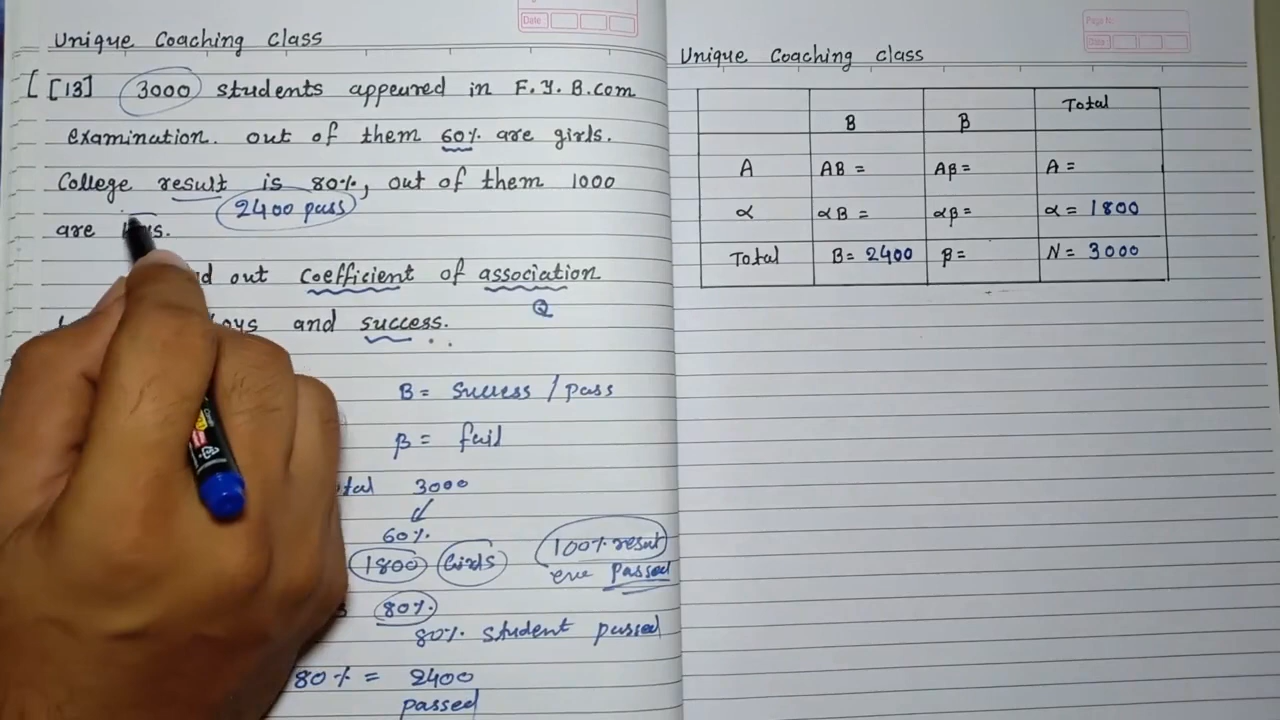 Unique Coaching Class
[ [13] 3000 students appeared in F.Y.B.com
examination. out of them 60% are girls.
College result is 80%, out of them 1000
2400 pass
are
out coefficient of association
Q
and success.
B = Success / pass
β = fail
3000
60%
1800 Girls
100% result
80%
passed
80% student passed
80% = 2400
passed
Date
Unique Coaching class
Page No
Date
B β Total
A AB = Aβ = A =
α αB = αβ = α = 1800
Total B = 2400 β = N = 3000